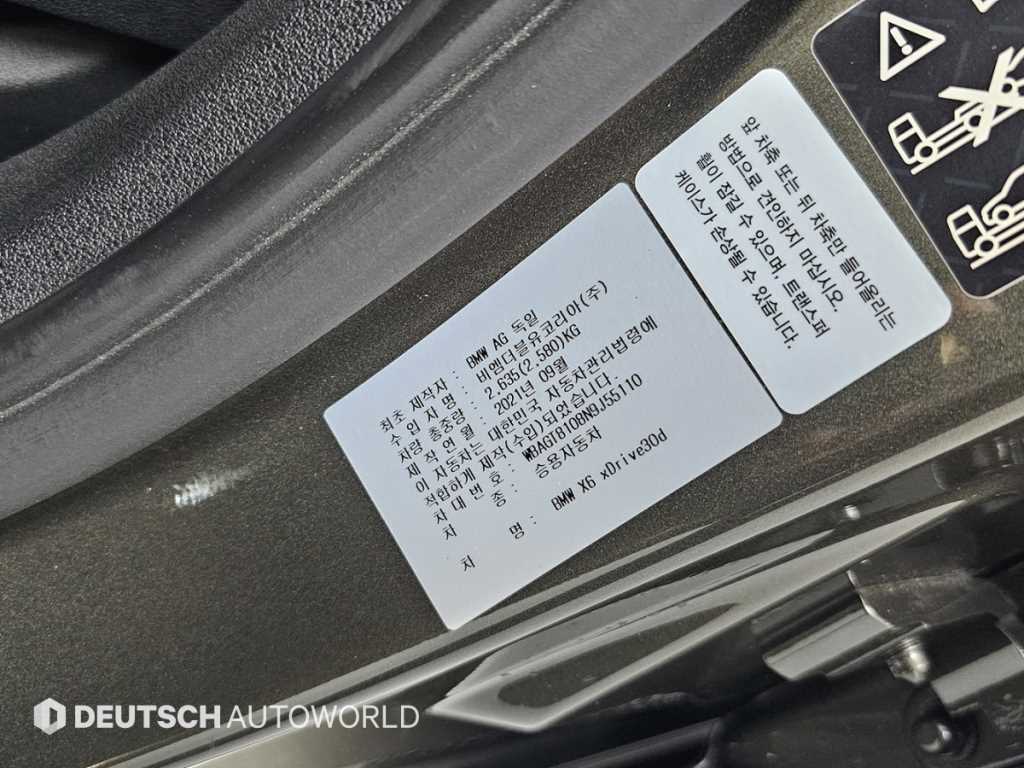 최초 제작자 : BMW AG 독일
수 입 자 명 : 비엠더블유코리아(주)
차량 총중량 : 2.635(2.580)KG
제 작 연 월 : 2021년 09월
이 자동차는 대한민국 자동차관리법령에
적합하게 제작(수입)되었습니다.
차 대 번 호 : WBAGT8108N9J55110
차 종 : 승용자동차
차 명 : BMW X6 xDrive30d
앞 차축 또는 뒤 차축만 들어올리는
방법으로 견인하지 마십시오.
휠이 잠길 수 있으며, 트랜스퍼
케이스가 손상될 수 있습니다.
DEUTSCH AUTOWORLD